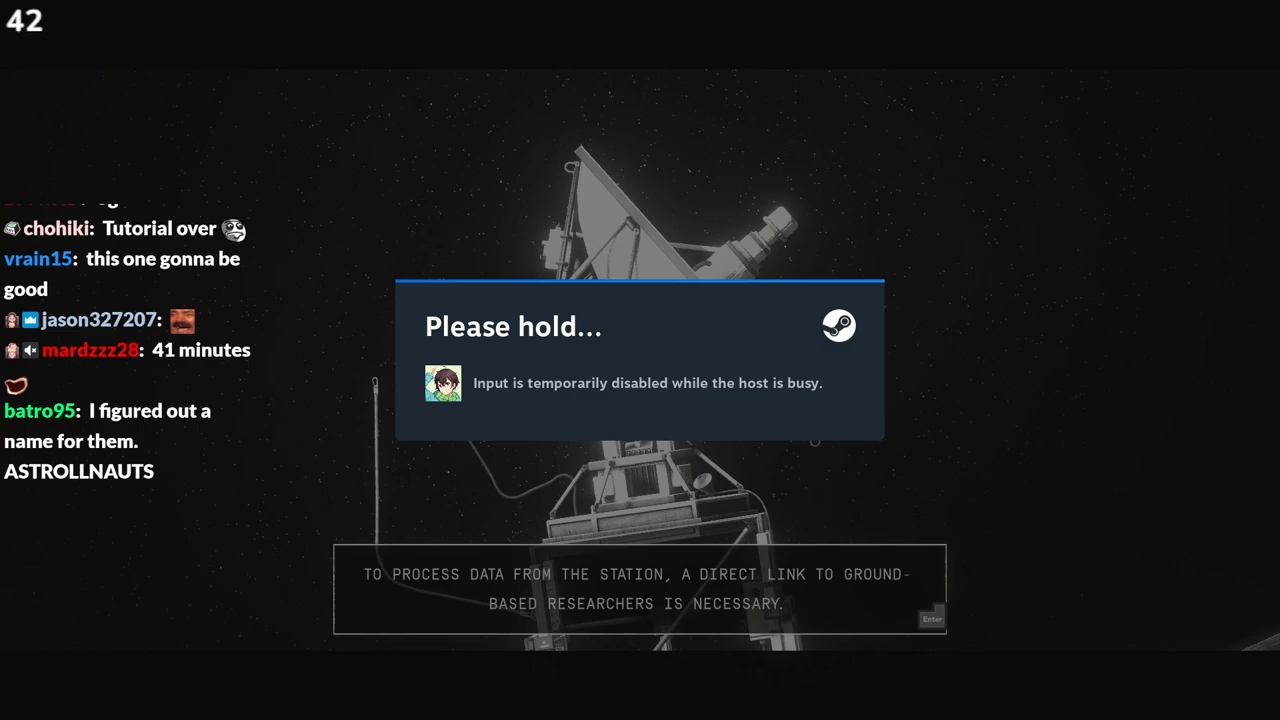 42
chohiki: Tutorial over
vrain15: this one gonna be
good
jason327207:
mardzzz28: 41 minutes
batro95: I figured out a
name for them.
ASTROLLNAUTS
Please hold...
Input is temporarily disabled while the host is busy.
TO PROCESS DATA FROM THE STATION, A DIRECT LINK TO GROUND-
BASED RESEARCHERS IS NECESSARY.
Enter